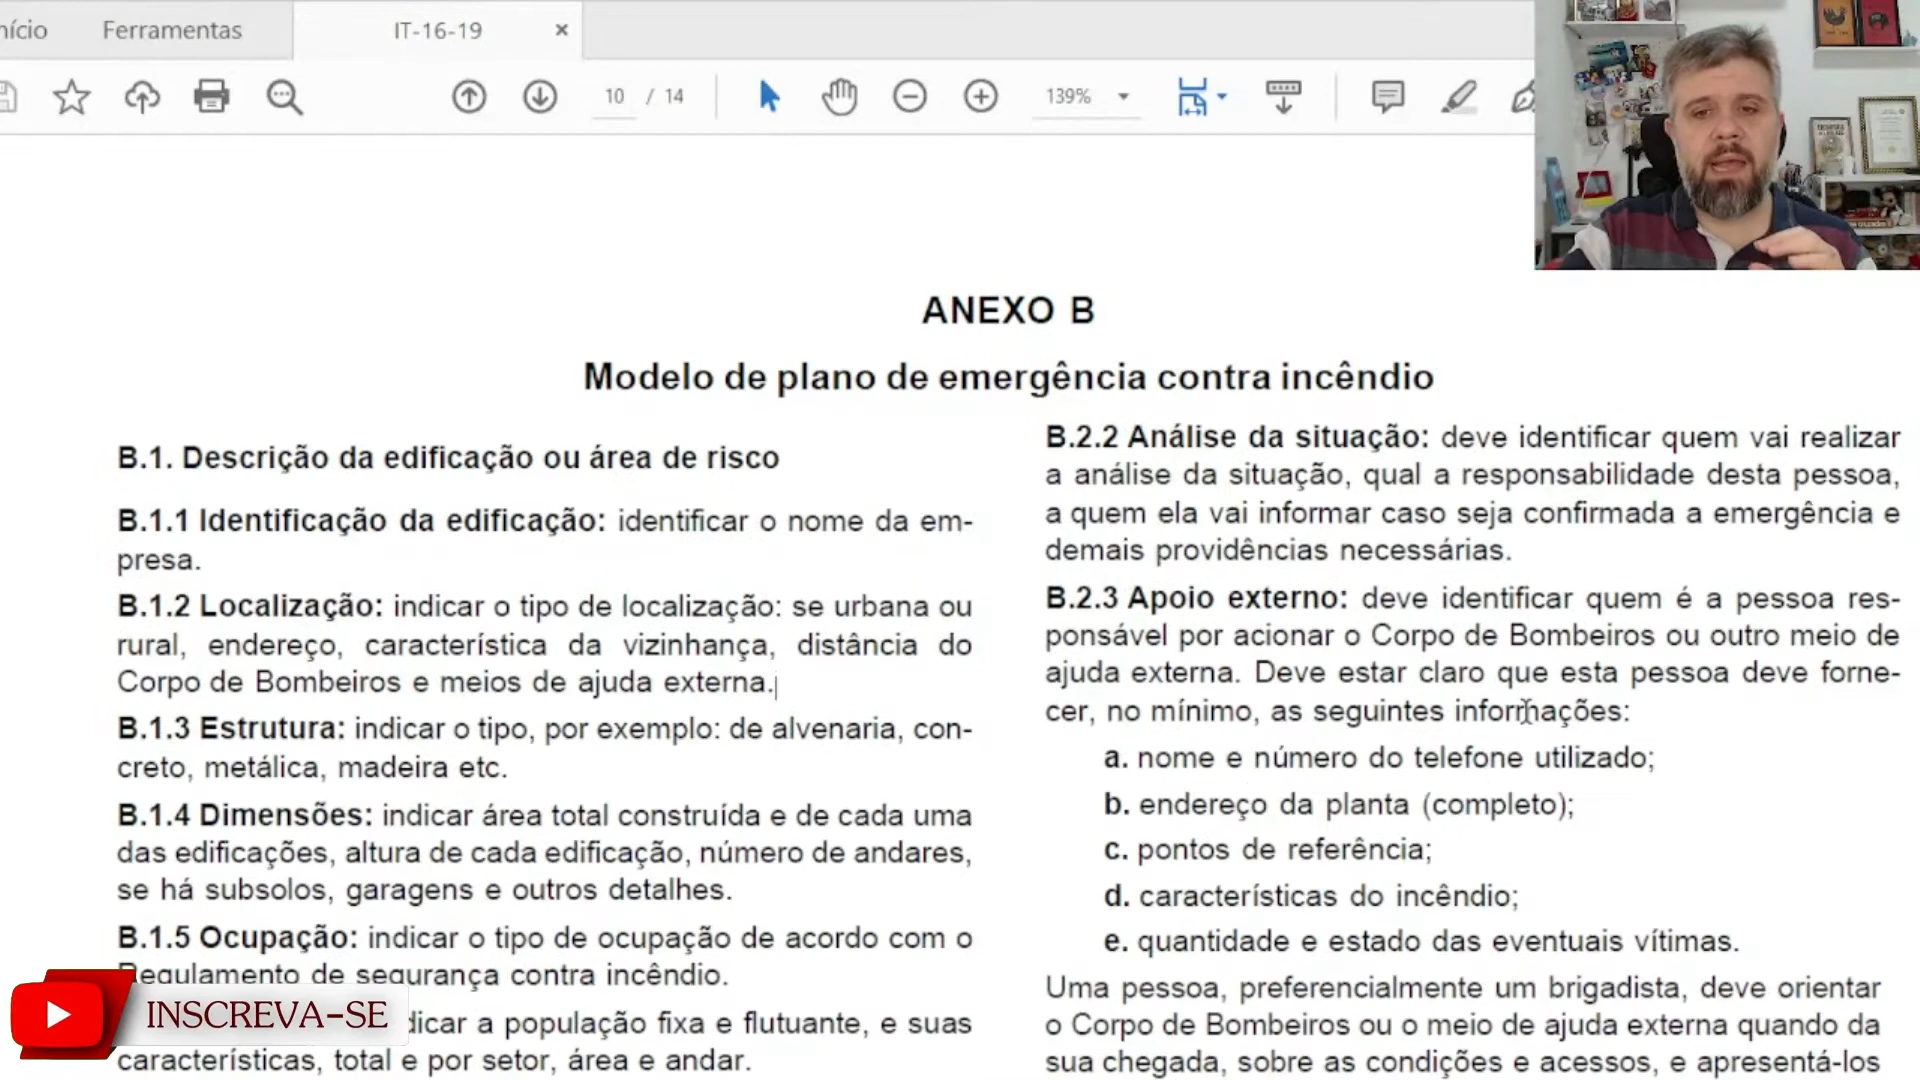 nício
Ferramentas
IT-16-19
10 / 14
139%
ANEXO B
Modelo de plano de emergência contra incêndio
B.1. Descrição da edificação ou área de risco
B.1.1 Identificação da edificação: identificar o nome da em-
presa.
B.1.2 Localização: indicar o tipo de localização: se urbana ou
rural, endereço, característica da vizinhança, distância do
Corpo de Bombeiros e meios de ajuda externa.
B.1.3 Estrutura: indicar o tipo, por exemplo: de alvenaria, con-
creto, metálica, madeira etc.
B.1.4 Dimensões: indicar área total construída e de cada uma
das edificações, altura de cada edificação, número de andares,
se há subsolos, garagens e outros detalhes.
B.1.5 Ocupação: indicar o tipo de ocupação de acordo com o
Regulamento de segurança contra incêndio.
dicar a população fixa e flutuante, e suas
características, total e por setor, área e andar.
B.2.2 Análise da situação: deve identificar quem vai realizar
a análise da situação, qual a responsabilidade desta pessoa,
a quem ela vai informar caso seja confirmada a emergência e
demais providências necessárias.
B.2.3 Apoio externo: deve identificar quem é a pessoa res-
ponsável por acionar o Corpo de Bombeiros ou outro meio de
ajuda externa. Deve estar claro que esta pessoa deve forne-
cer, no mínimo, as seguintes informações:
a. nome e número do telefone utilizado;
b. endereço da planta (completo);
c. pontos de referência;
d. características do incêndio;
e. quantidade e estado das eventuais vítimas.
Uma pessoa, preferencialmente um brigadista, deve orientar
o Corpo de Bombeiros ou o meio de ajuda externa quando da
sua chegada, sobre as condições e acessos, e apresentá-los
INSCREVA-SE